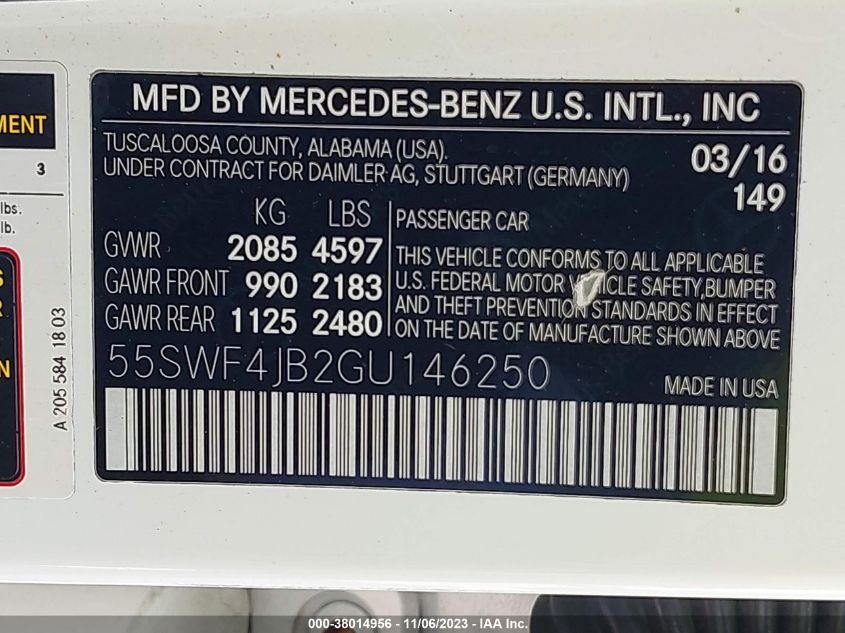 MFD BY MERCEDES-BENZ U.S. INTL., INC
TUSCALOOSA COUNTY, ALABAMA (USA).
UNDER CONTRACT FOR DAIMLER AG, STUTTGART (GERMANY)
03/16
149
KG LBS
GVWR 2085 4597
GAWR FRONT 990 2183
GAWR REAR 1125 2480
PASSENGER CAR
THIS VEHICLE CONFORMS TO ALL APPLICABLE
U.S. FEDERAL MOTOR VEHICLE SAFETY,BUMPER
AND THEFT PREVENTION STANDARDS IN EFFECT
ON THE DATE OF MANUFACTURE SHOWN ABOVE
55SWF4JB2GU146250
MADE IN USA
MENT
3
lbs.
lb.
S
R
N
A 205 584 18 03
000-38014956 - 11/06/2023 - IAA Inc.